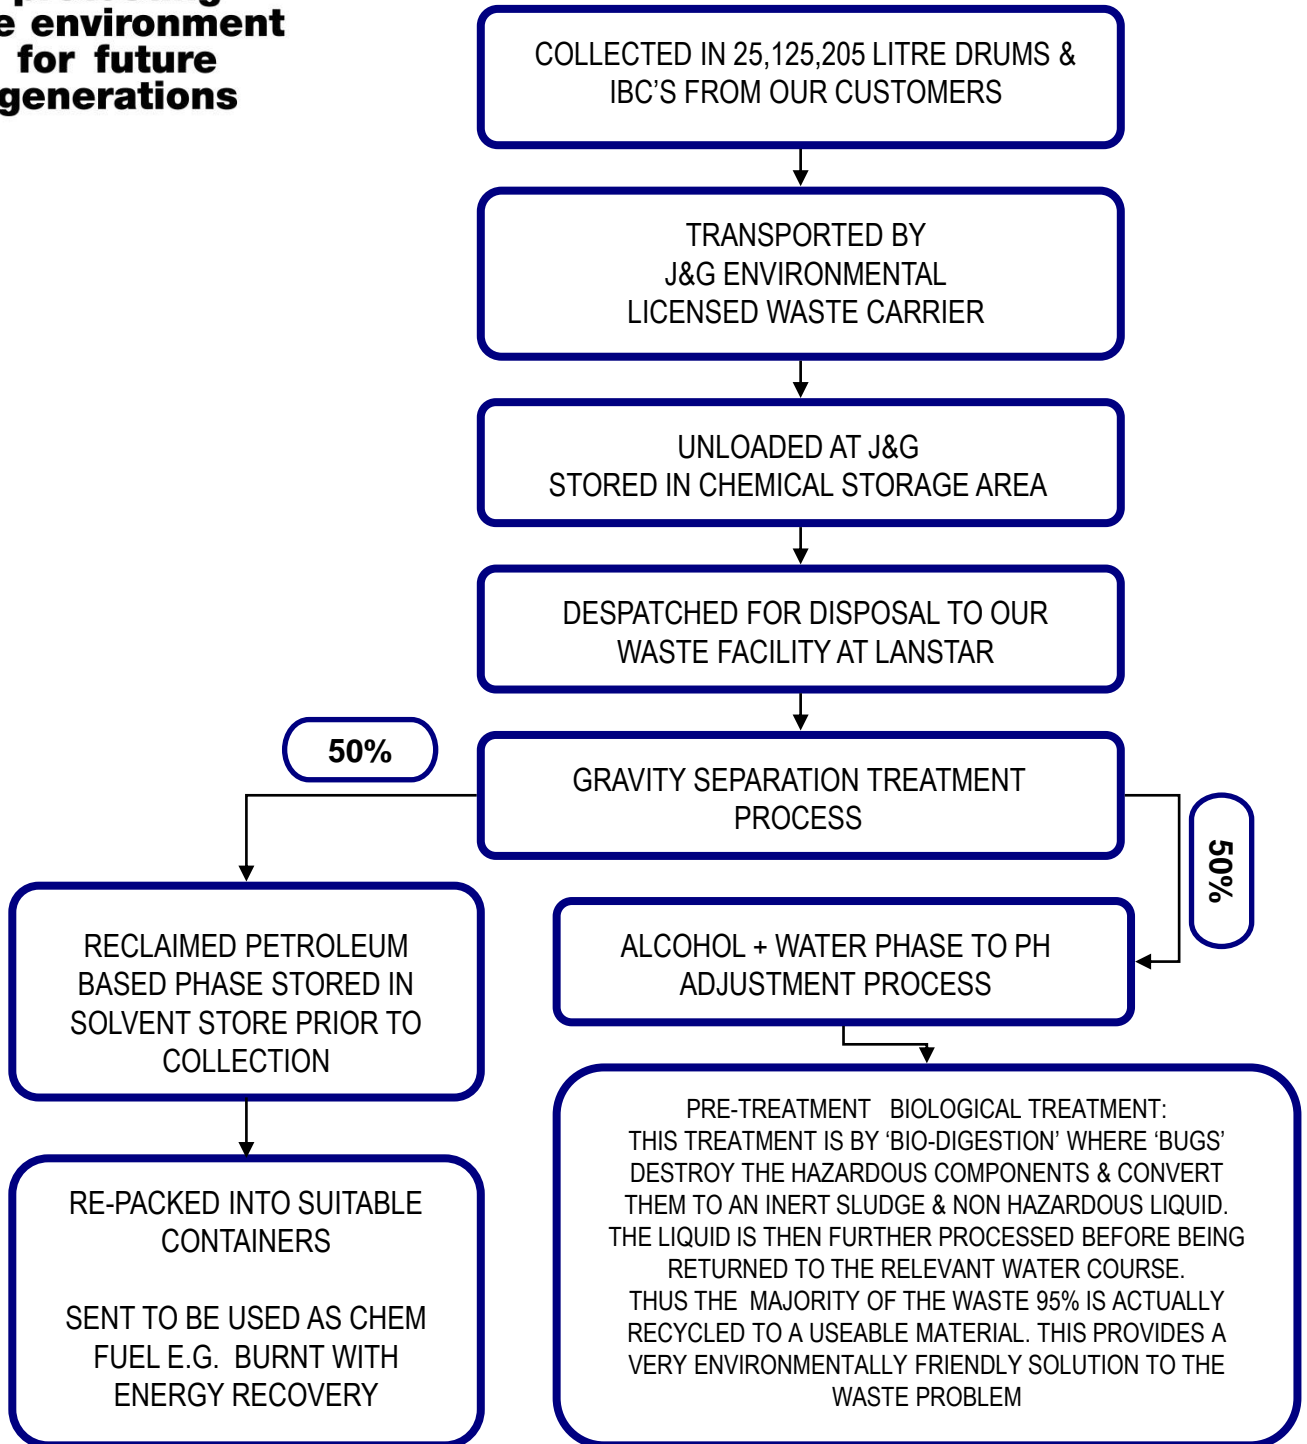 e environment
for future
generations
COLLECTED IN 25,125,205 LITRE DRUMS &
IBC'S FROM OUR CUSTOMERS
TRANSPORTED BY
J&G ENVIRONMENTAL
LICENSED WASTE CARRIER
UNLOADED AT J&G
STORED IN CHEMICAL STORAGE AREA
DESPATCHED FOR DISPOSAL TO OUR
WASTE FACILITY AT LANSTAR
50%
GRAVITY SEPARATION TREATMENT
PROCESS
50%
RECLAIMED PETROLEUM
BASED PHASE STORED IN
SOLVENT STORE PRIOR TO
COLLECTION
ALCOHOL + WATER PHASE TO PH
ADJUSTMENT PROCESS
RE-PACKED INTO SUITABLE
CONTAINERS
SENT TO BE USED AS CHEM
FUEL E.G. BURNT WITH
ENERGY RECOVERY
PRE-TREATMENT BIOLOGICAL TREATMENT:
THIS TREATMENT IS BY ‘BIO-DIGESTION’ WHERE ‘BUGS’
DESTROY THE HAZARDOUS COMPONENTS & CONVERT
THEM TO AN INERT SLUDGE & NON HAZARDOUS LIQUID.
THE LIQUID IS THEN FURTHER PROCESSED BEFORE BEING
RETURNED TO THE RELEVANT WATER COURSE.
THUS THE MAJORITY OF THE WASTE 95% IS ACTUALLY
RECYCLED TO A USEABLE MATERIAL. THIS PROVIDES A
VERY ENVIRONMENTALLY FRIENDLY SOLUTION TO THE
WASTE PROBLEM